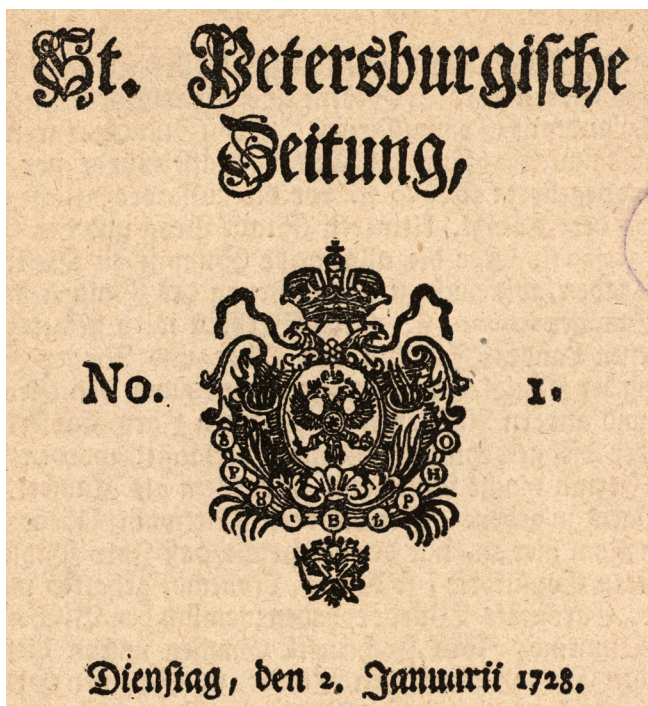 St. Petersburgische
Zeitung,
No. 1.
Dienstag, den 2. Januarii 1728.